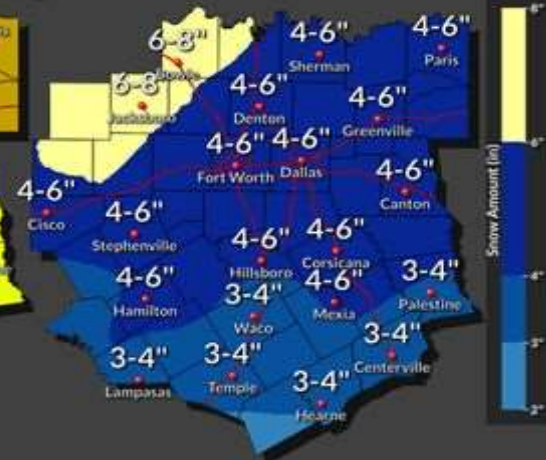 6-8"
Bowie
4-6"
Sherman
4-6"
Paris
6-8"
Jacksboro
4-6"
Denton
4-6"
Greenville
4-6"
Fort Worth
4-6"
Dallas
4-6"
Canton
4-6"
Cisco
4-6"
Stephenville
4-6"
Hillsboro
4-6"
Corsicana
4-6"
Hamilton
3-4"
Waco
4-6"
Mexia
3-4"
Palestine
3-4"
Lampasas
3-4"
Temple
3-4"
Hearne
3-4"
Centerville
Snow Amount (in)
8"
6"
4"
3"
2"